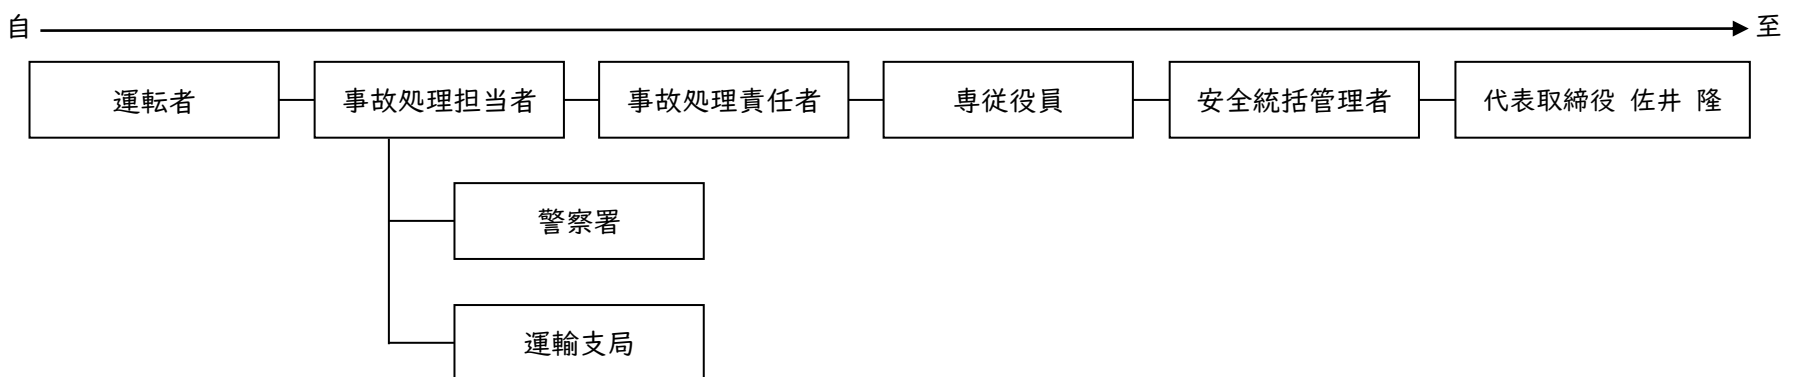 自 至
運転者 事故処理担当者 事故処理責任者 専従役員 安全統括管理者 代表取締役 佐井 隆
警察署
運輸支局